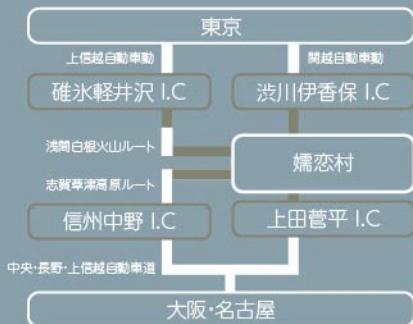 東京
上信越自動車動 関越自動車動
碓氷軽井沢 I.C 渋川伊香保 I.C
浅間白根火山ルート
嬬恋村
志賀草津高原ルート
信州中野 I.C 上田菅平 I.C
中央・長野・上信越自動車道
大阪・名古屋